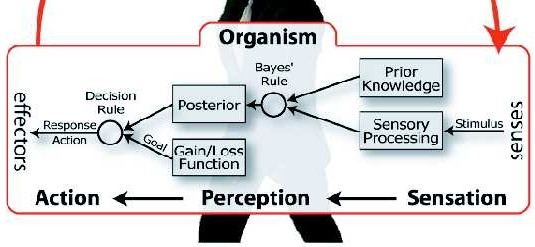 Organism
Bayes'
Rule
Prior
Knowledge
Decision
Rule
Posterior
effectors
Response
Action
Goal
Gain/Loss
Function
Sensory
Processing
Stimulus
senses
Action
Perception
Sensation